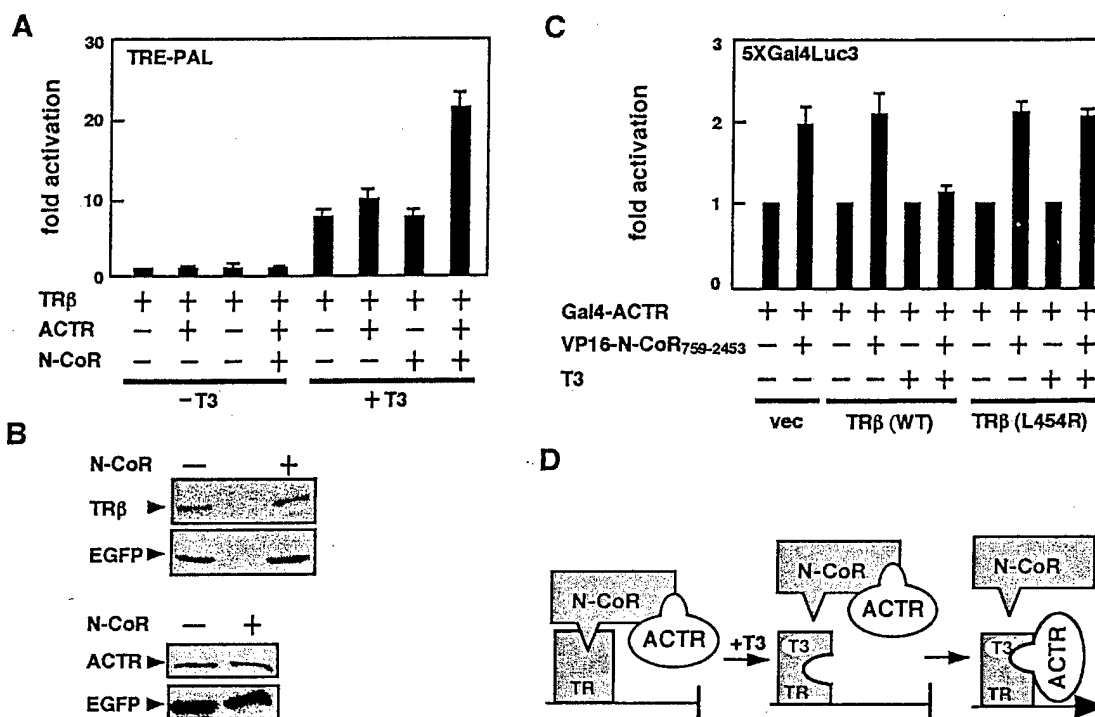 A
TRE-PAL
fold activation
30
20
10
0
TRβ + + + + + + + +
ACTR − + − + − + − +
N-CoR − − − + − − + +
−T3 +T3
B
N-CoR − +
TRβ
EGFP
N-CoR − +
ACTR
EGFP
C
5XGal4Luc3
fold activation
3
2
1
0
Gal4-ACTR + + + + + + + + + +
VP16-N-CoR759-2453 − + − + − + − + − +
T3 − − − − + + − − + +
vec TRβ (WT) TRβ (L454R)
D
N-CoR
ACTR
TR
+T3
N-CoR
ACTR
T3
TR
N-CoR
T3
TR
ACTR